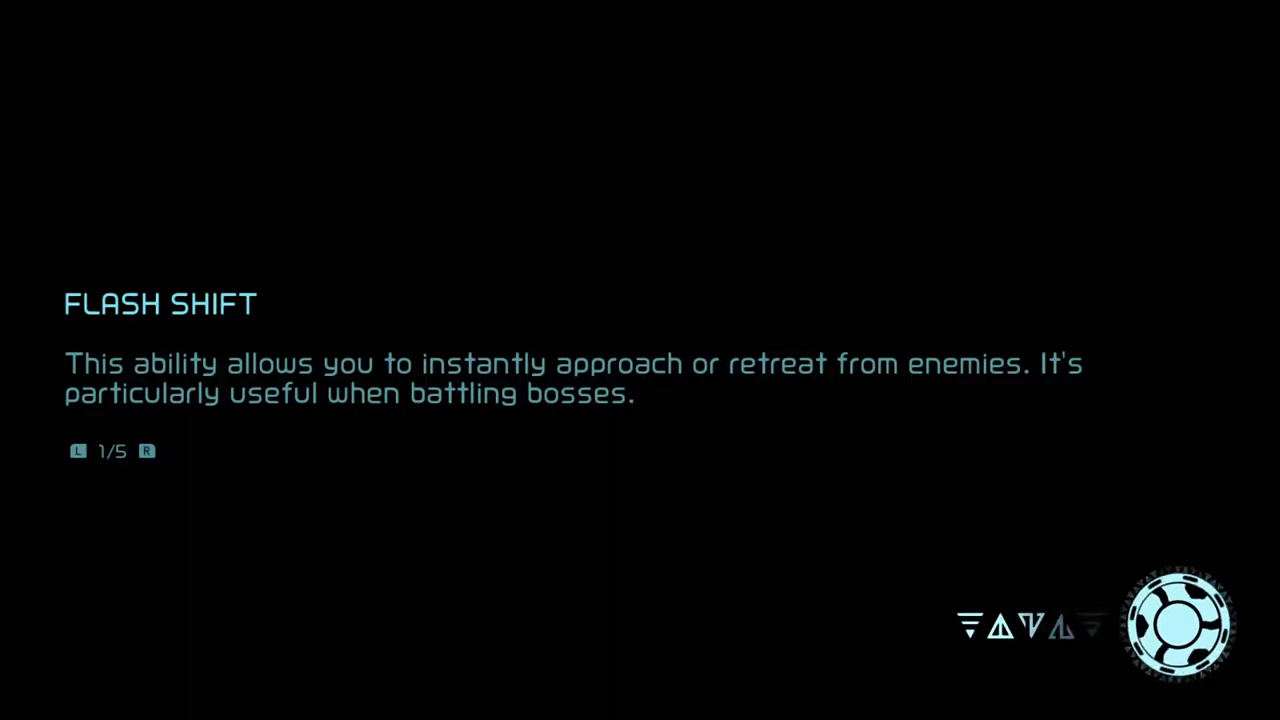 FLASH SHIFT
This ability allows you to instantly approach or retreat from enemies. It's
particularly useful when battling bosses.
L 1/5 R